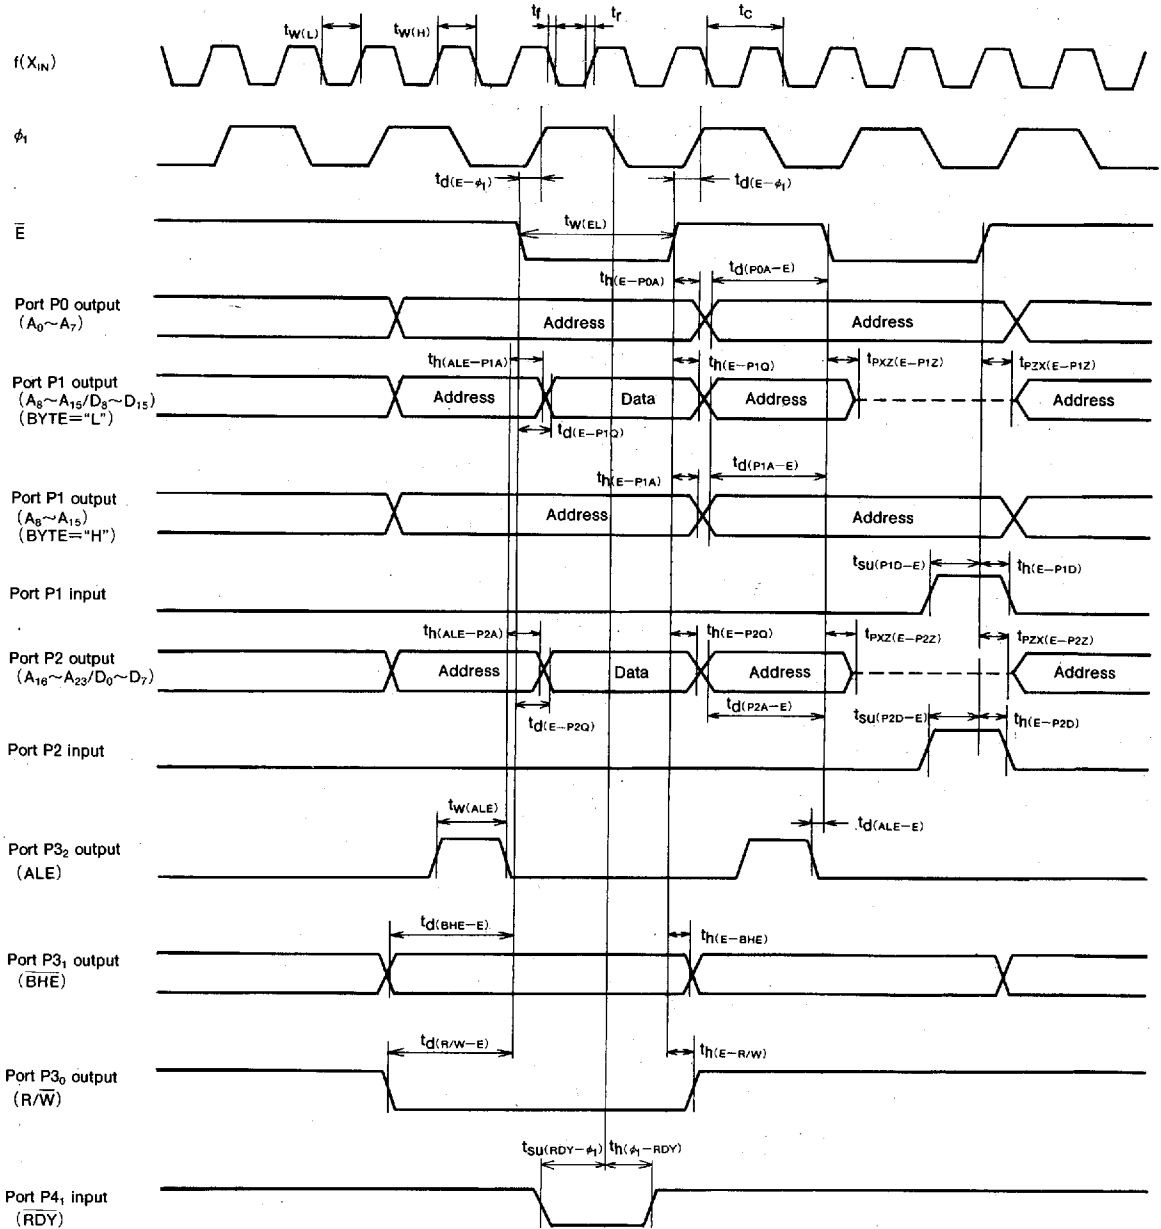 tf tr tC
tW(L) tW(H)
f(XIN)
ϕ1
td(E−ϕ1) td(E−ϕ1)
E̅
tW(EL)
th(E−P0A) td(P0A−E)
Port P0 output
(A0~A7)
Address Address
th(ALE−P1A) th(E−P1Q) tPXZ(E−P1Z) tPZX(E−P1Z)
Port P1 output
(A8~A15/D8~D15)
(BYTE="L")
Address Data Address Address
td(E−P1Q)
th(E−P1A) td(P1A−E)
Port P1 output
(A8~A15)
(BYTE="H")
Address Address
tsu(P1D−E) th(E−P1D)
Port P1 input
th(ALE−P2A) th(E−P2Q) tPXZ(E−P2Z) tPZX(E−P2Z)
Port P2 output
(A16~A23/D0~D7)
Address Data Address Address
td(E−P2Q) td(P2A−E) tsu(P2D−E) th(E−P2D)
Port P2 input
tW(ALE) td(ALE−E)
Port P32 output
(ALE)
td(BHE−E) th(E−BHE)
Port P31 output
(B̅H̅E̅)
td(R/W−E) th(E−R/W)
Port P30 output
(R/W̅)
tsu(RDY−ϕ1) th(ϕ1−RDY)
Port P41 input
(R̅D̅Y̅)